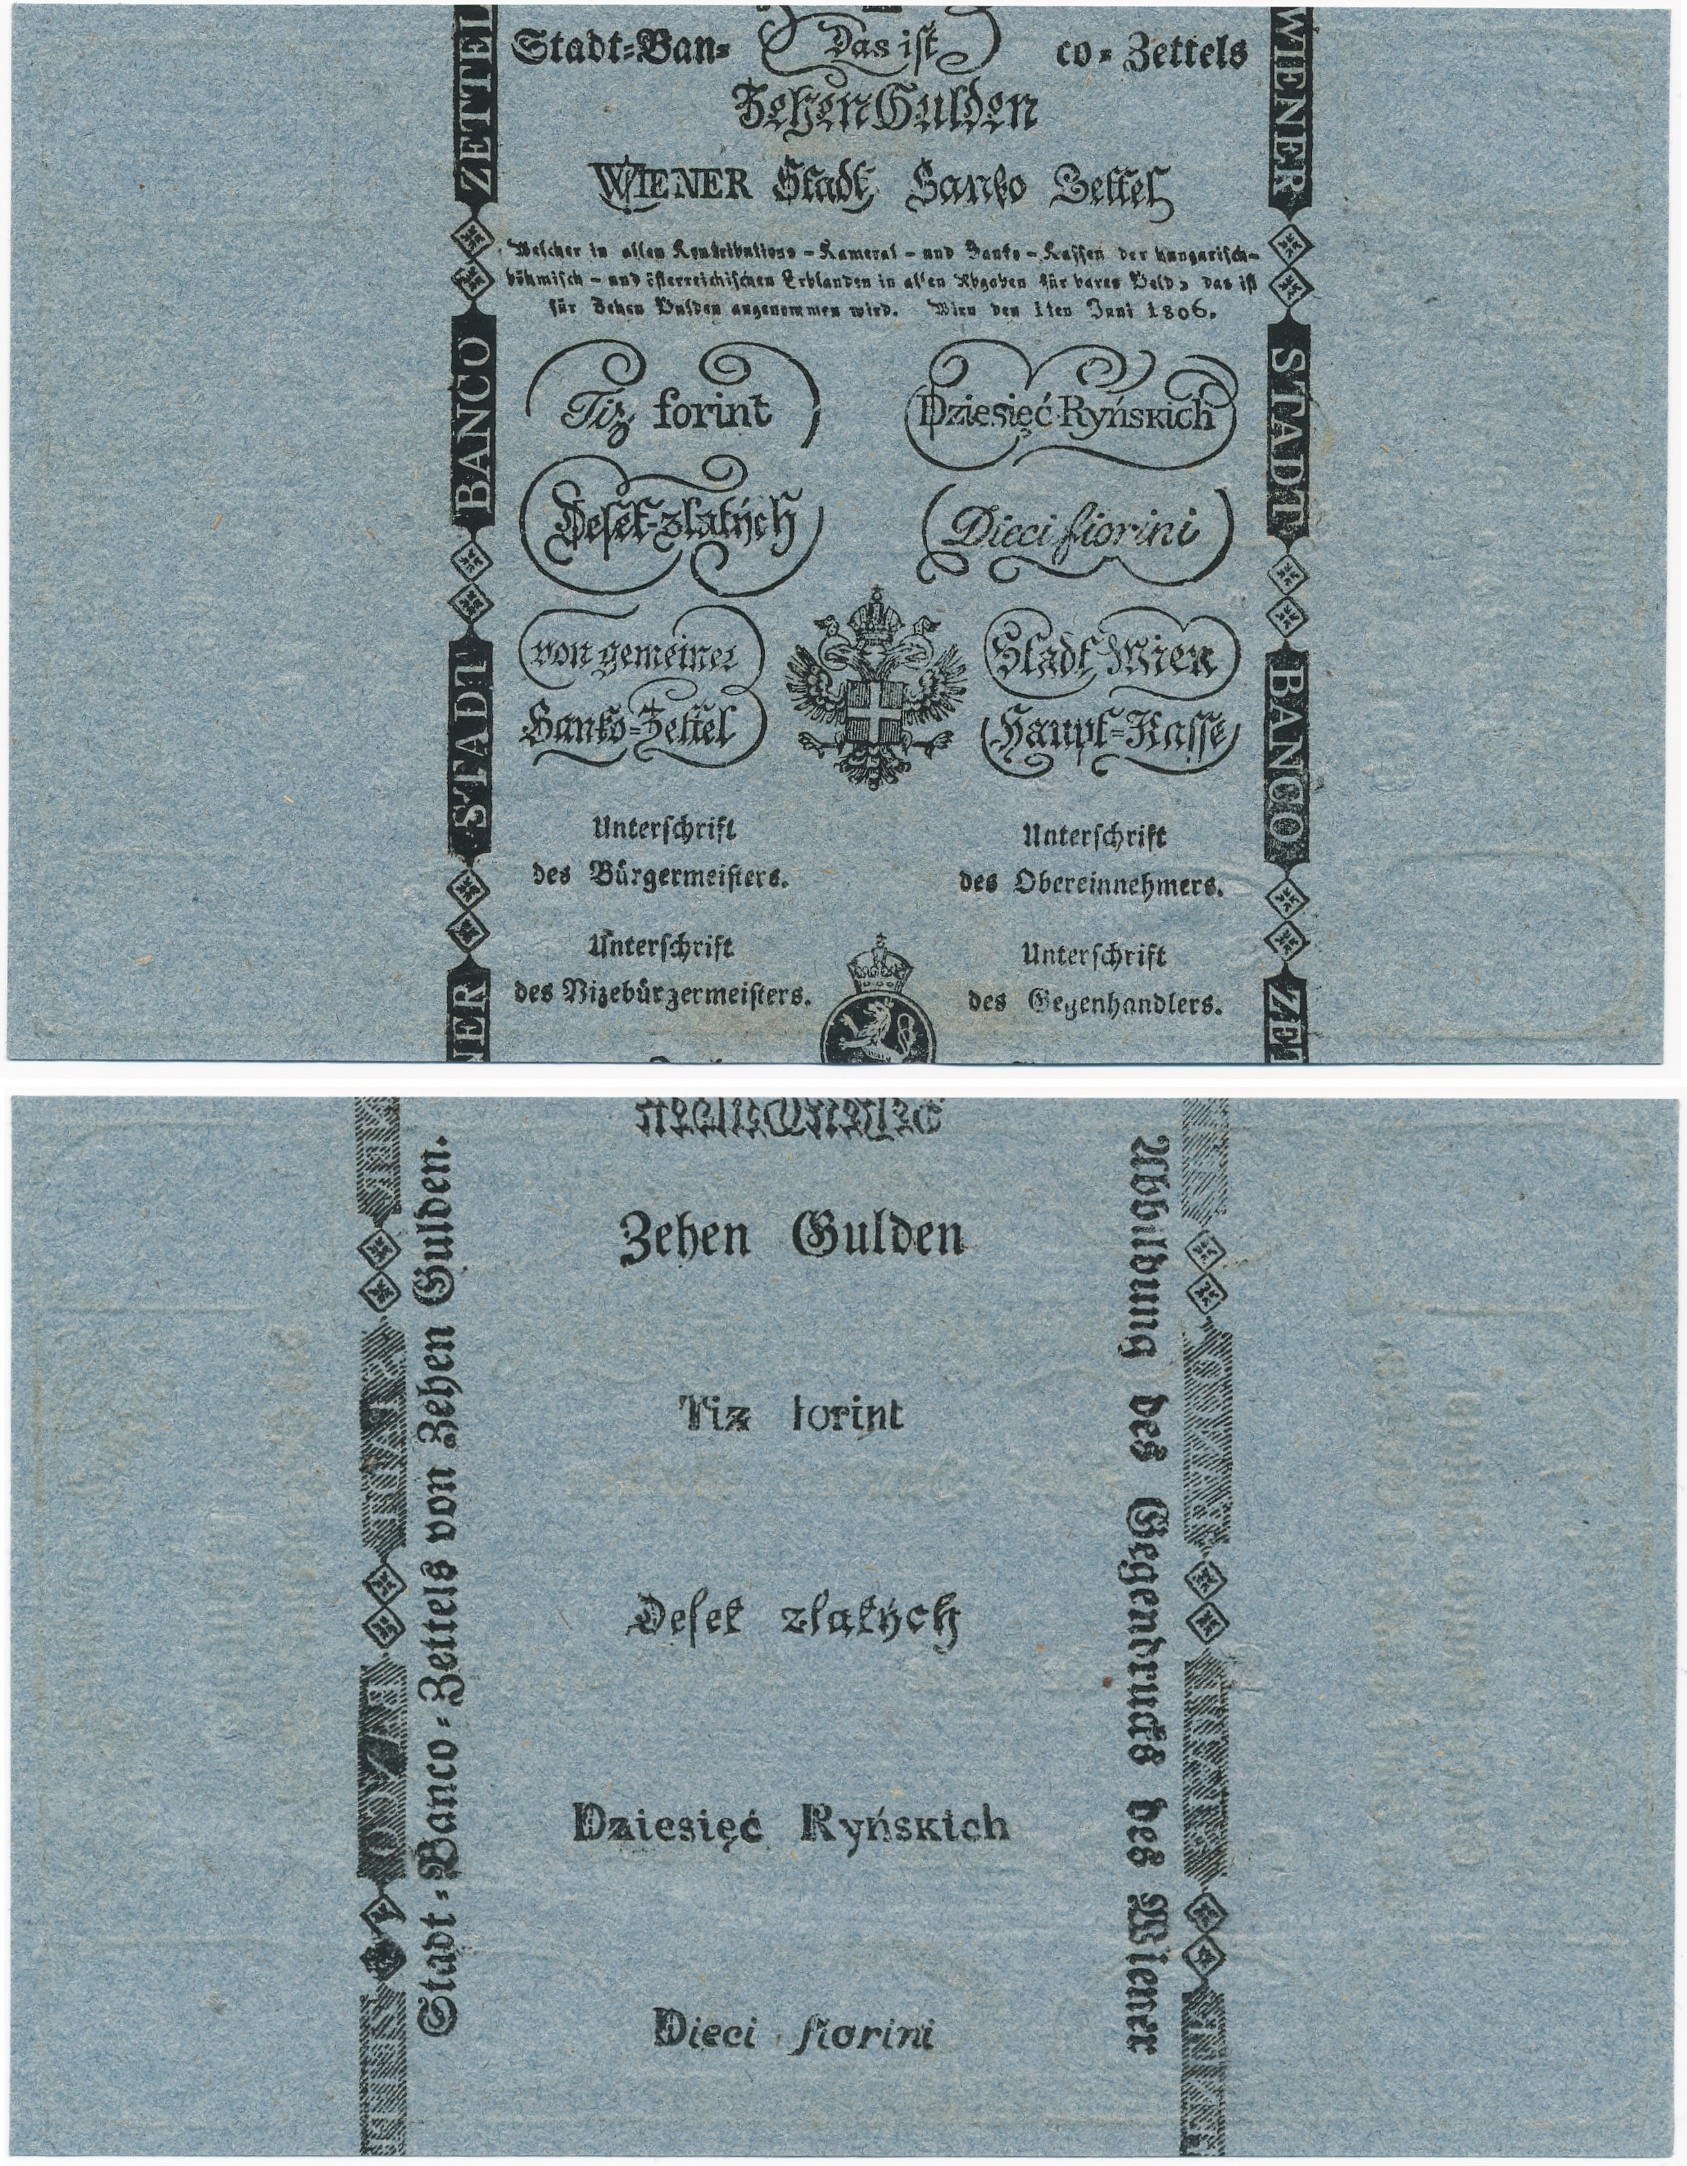 Stadt=Ban= Das ist co=Zettels
Zehen Gulden
WIENER Stadt Banko Zettel
Welcher in allen Kontributions-Kameral-und Banko-Kassen der hungarisch-
böhmisch-und österreichischen Erblanden in allen Abgaben für bares Geld, das ist
für Zehen Gulden angenommen wird. Wien den 1ten Juni 1806.
Tiz forint
Dziesięć Ryńskich
Deset-zlatých
Dieci fiorini
von gemeiner Stadt Wien
Banko=Zettel Haupt=Kasse
Unterschrift
des Bürgermeisters.
Unterschrift
des Obereinnehmers.
Unterschrift
des Vizebürgermeisters.
Unterschrift
des Gegenhandlers.
ZETTEL
BANCO
STADT
NER
WIENER
STADT
BANCO
ZET
Zehen Gulden
Tiz forint
Deset zlatých
Dziesięć Ryńskich
Dieci fiorini
Abbildung des Gegendrucks des Wiener
Stadt=Banco=Zettels von Zehen Gulden.